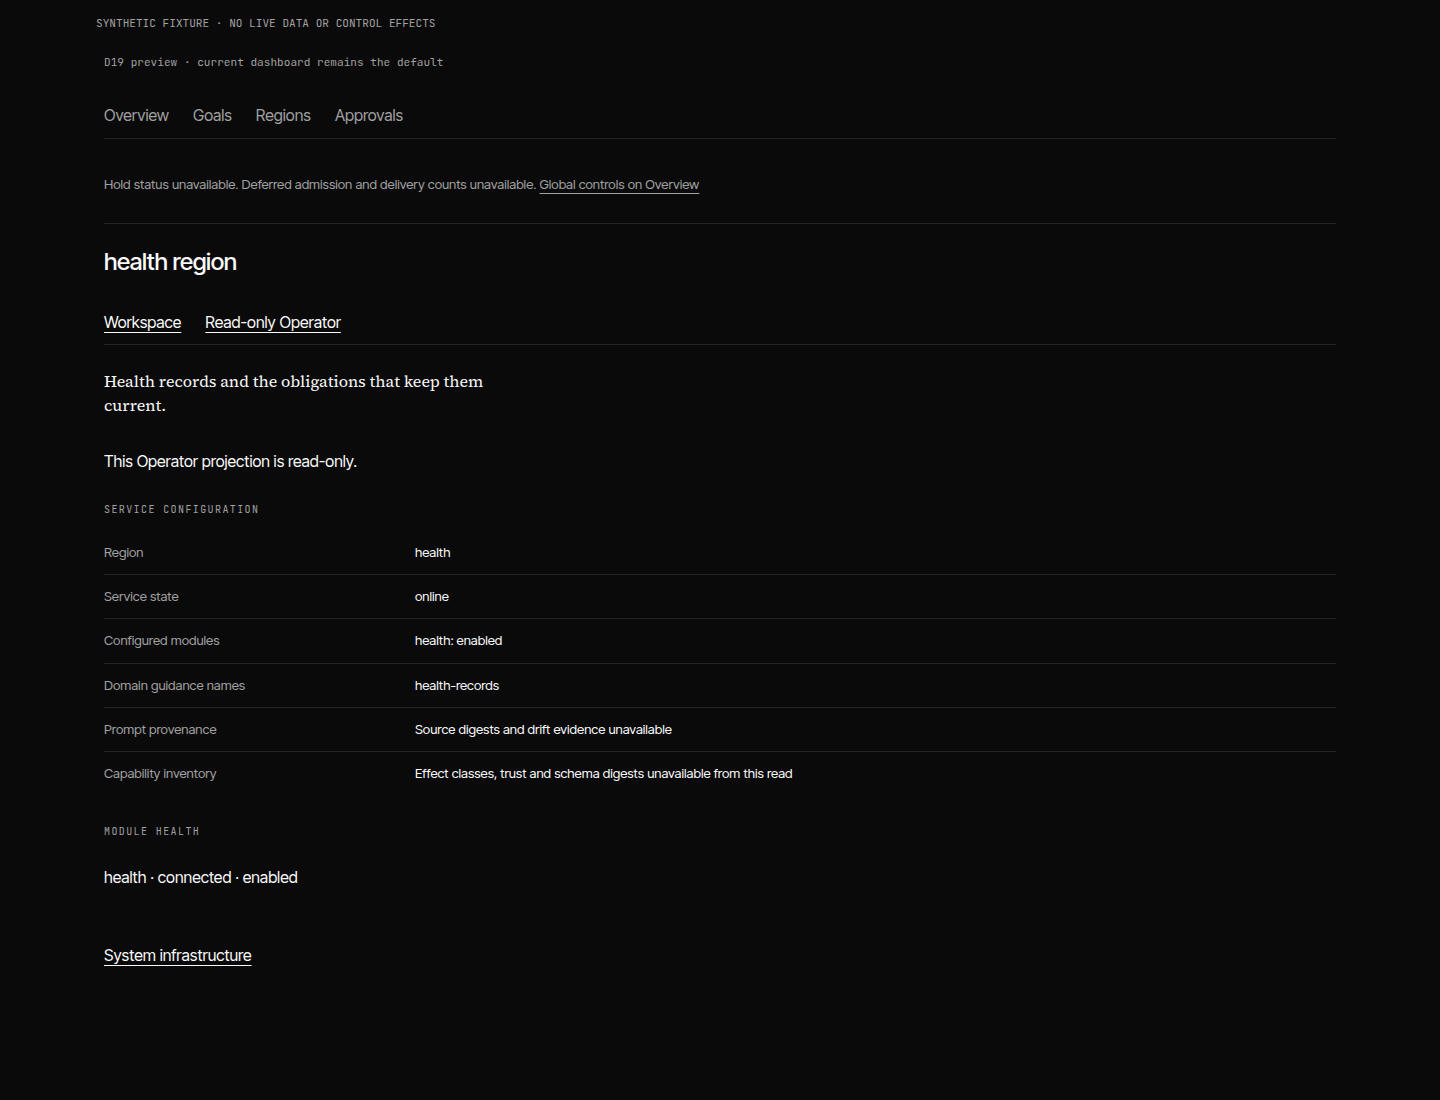 SYNTHETIC FIXTURE · NO LIVE DATA OR CONTROL EFFECTS
D19 preview · current dashboard remains the default
Overview Goals Regions Approvals
Hold status unavailable. Deferred admission and delivery counts unavailable. Global controls on Overview
health region
Workspace Read-only Operator
Health records and the obligations that keep them
current.
This Operator projection is read-only.
SERVICE CONFIGURATION
Region health
Service state online
Configured modules health: enabled
Domain guidance names health-records
Prompt provenance Source digests and drift evidence unavailable
Capability inventory Effect classes, trust and schema digests unavailable from this read
MODULE HEALTH
health · connected · enabled
System infrastructure